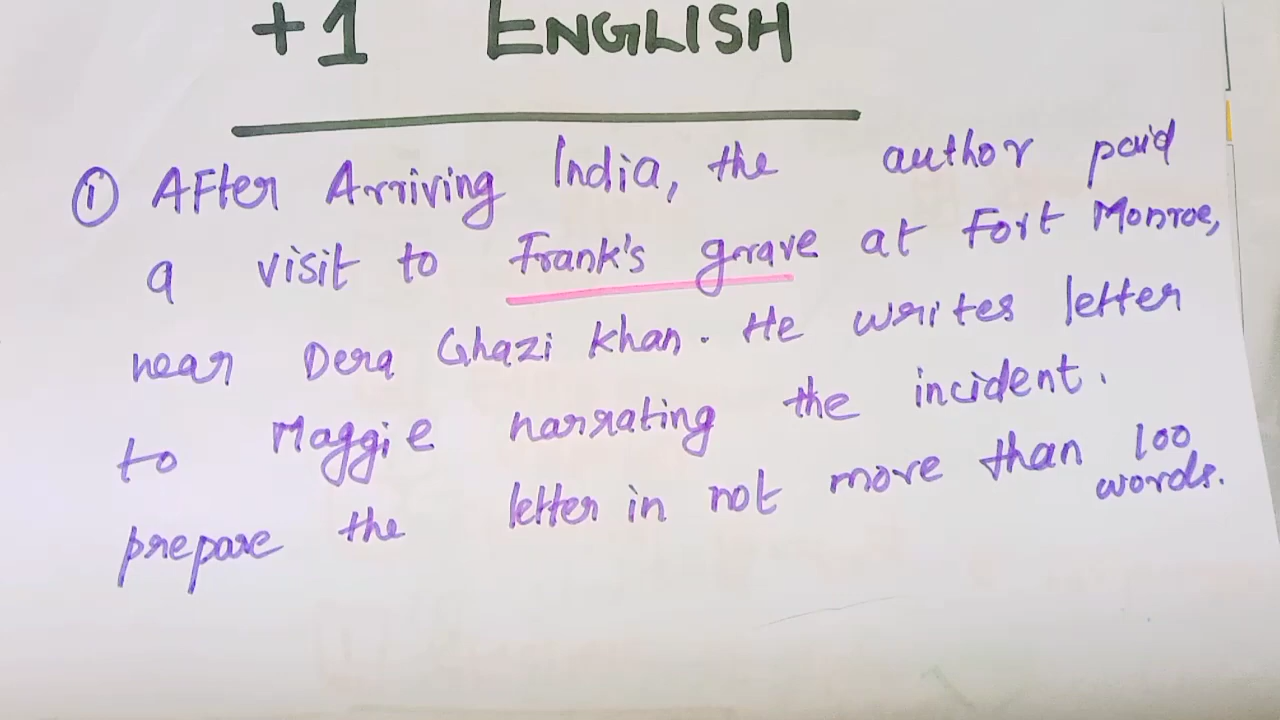 +1 ENGLISH
① AFter Arriving India, the author paid
a visit to Frank's grave at Fort Monroe,
near Dera Ghazi khan. He writes letter
to Maggie narrating the incident.
prepare the letter in not more than 100
words.